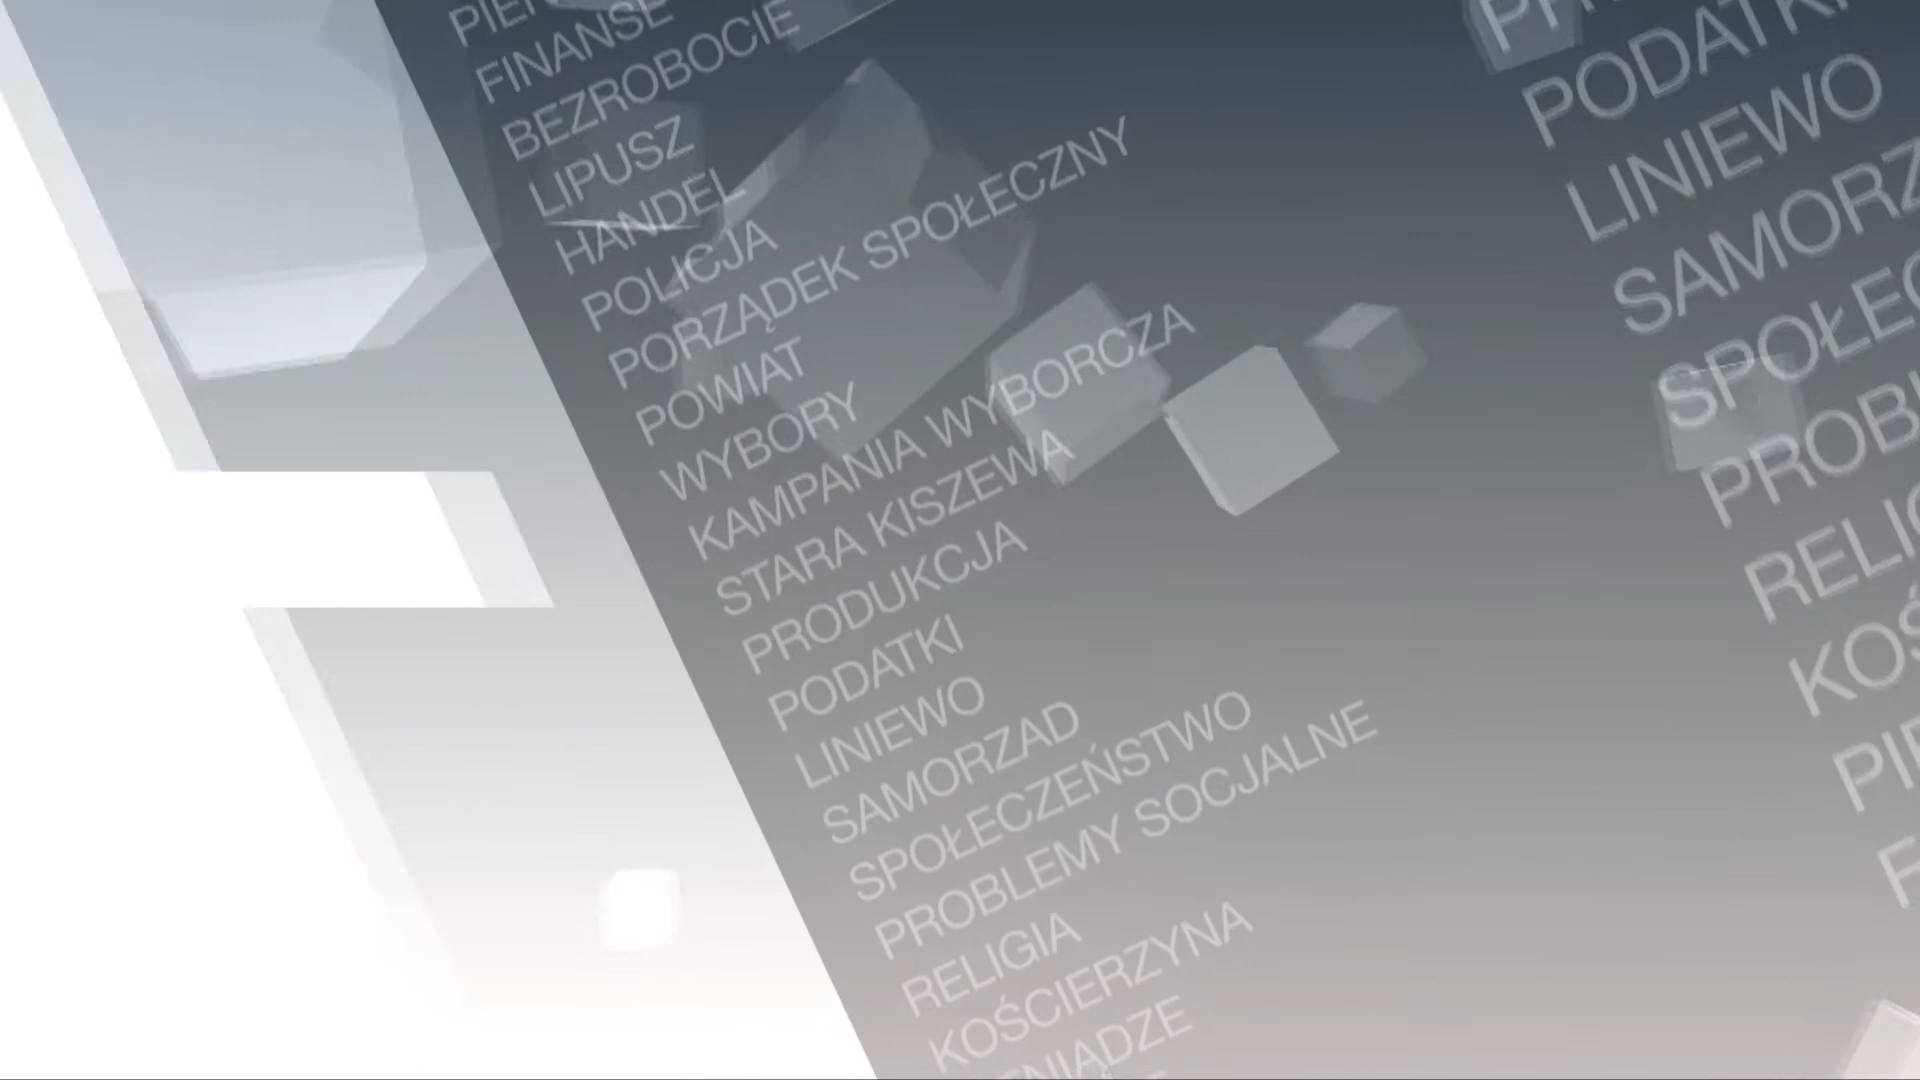 FINANSE
BEZROBOCIE
LIPUSZ
HANDEL
POLICJA
PORZĄDEK SPOŁECZNY
POWIAT
WYBORY
KAMPANIA WYBORCZA
STARA KISZEWA
PRODUKCJA
PODATKI
LINIEWO
SAMORZAD
SPOŁECZEŃSTWO
PROBLEMY SOCJALNE
RELIGIA
KOŚCIERZYNA
PODATKI
LINIEWO